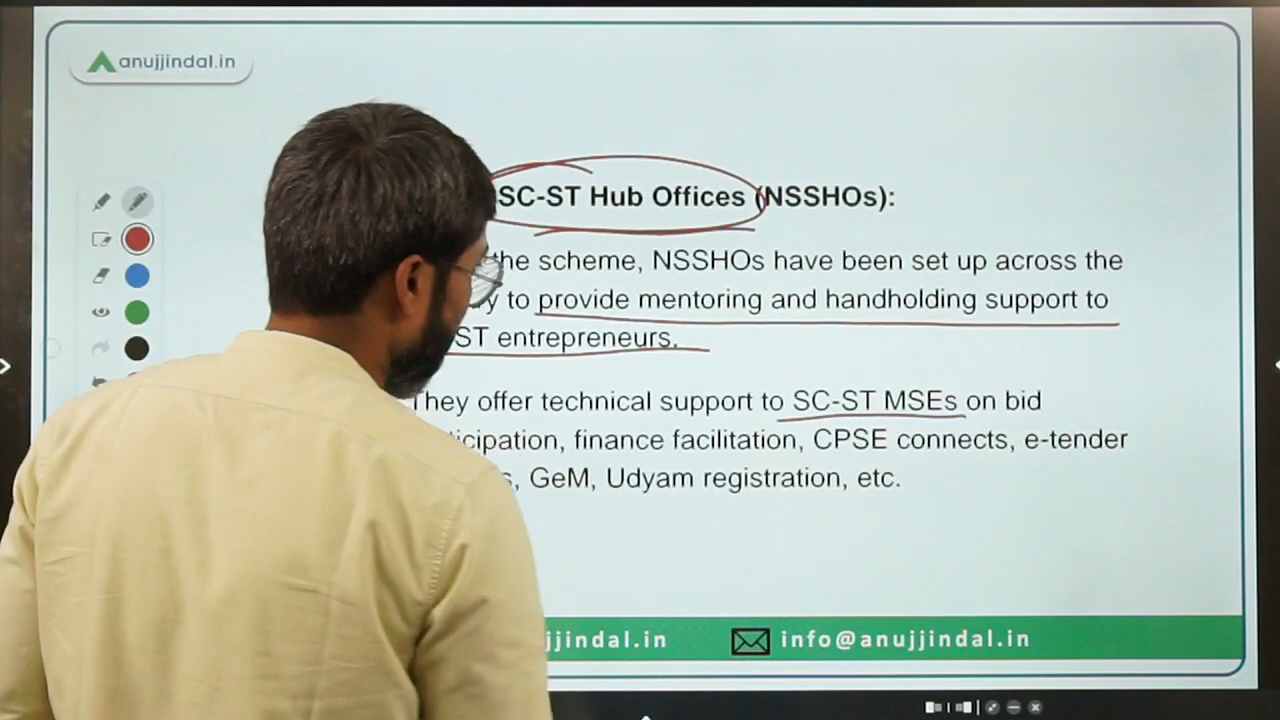 anujjindal.in
SC-ST Hub Offices (NSSHOs):
the scheme, NSSHOs have been set up across the
to provide mentoring and handholding support to
ST entrepreneurs.
They offer technical support to SC-ST MSEs on bid
finance facilitation, CPSE connects, e-tender
GeM, Udyam registration, etc.
jjindal.in info@anujjindal.in